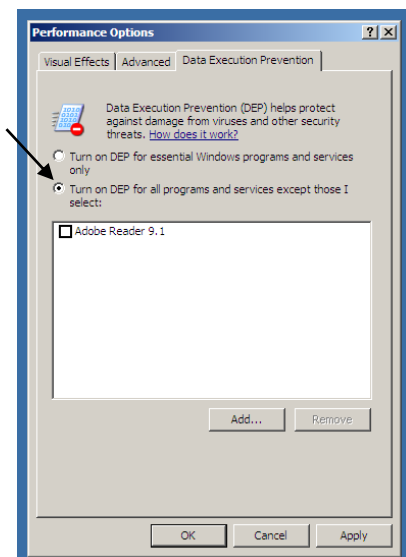 Performance Options
Visual Effects Advanced Data Execution Prevention
Data Execution Prevention (DEP) helps protect
against damage from viruses and other security
threats. How does it work?
Turn on DEP for essential Windows programs and services
only
Turn on DEP for all programs and services except those I
select:
Adobe Reader 9.1
Add... Remove
OK Cancel Apply